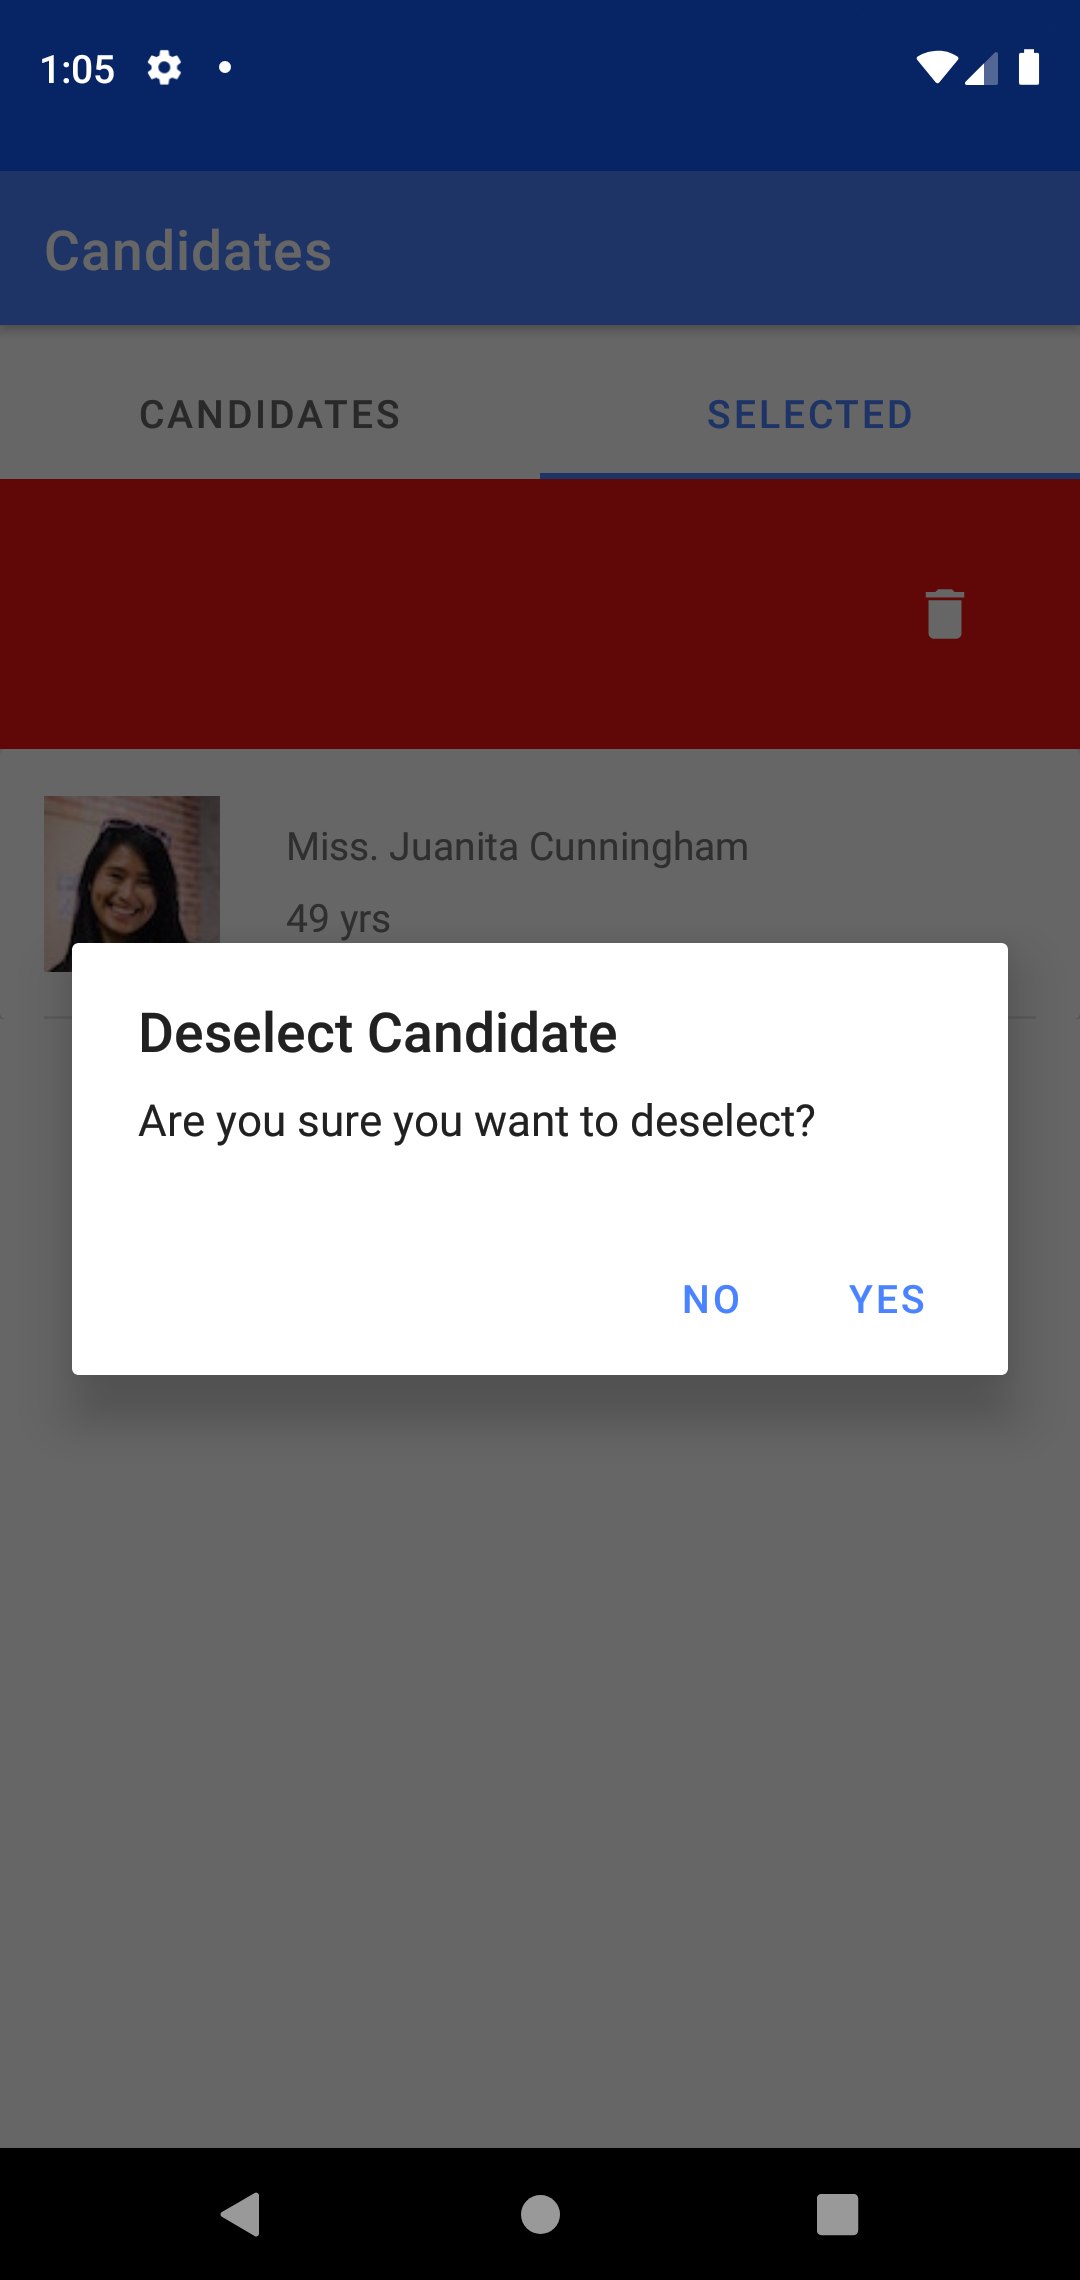 1:05
Candidates
CANDIDATES
SELECTED
Miss. Juanita Cunningham
49 yrs
Deselect Candidate
Are you sure you want to deselect?
NO
YES